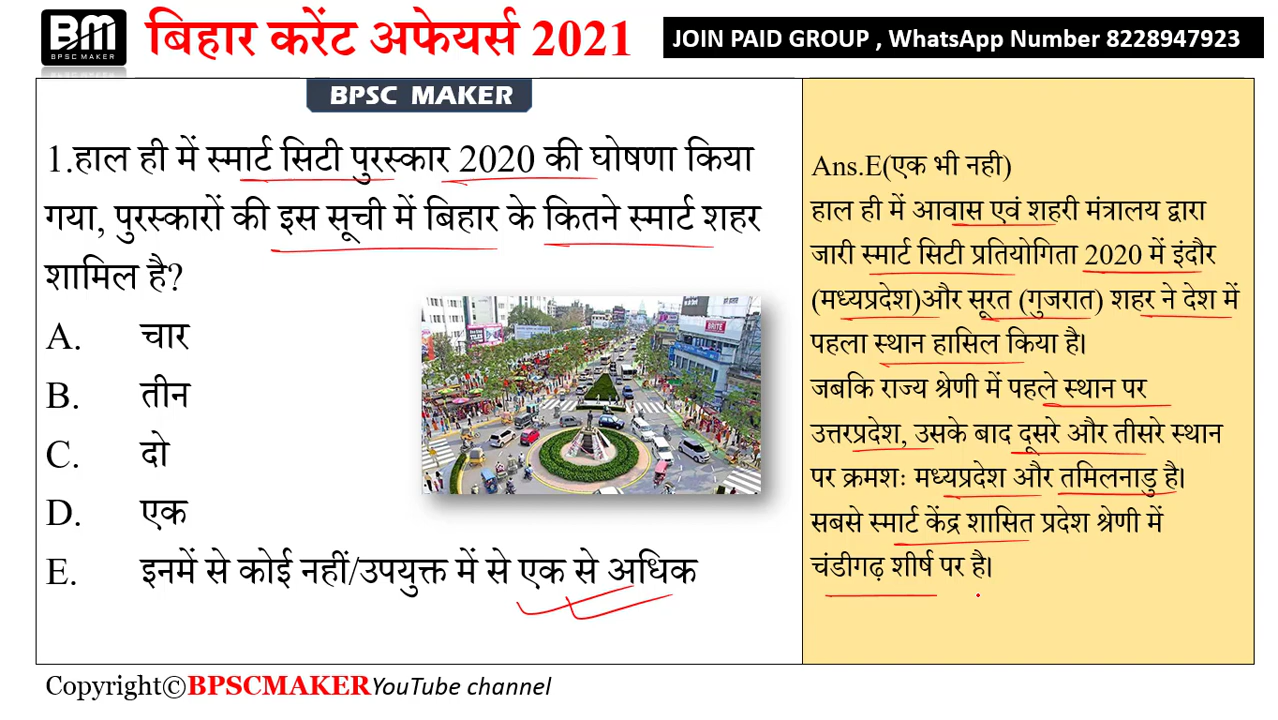 BM
BPSC MAKER
बिहार करेंट अफेयर्स 2021
JOIN PAID GROUP , WhatsApp Number 8228947923
BPSC MAKER
1.हाल ही में स्मार्ट सिटी पुरस्कार 2020 की घोषणा किया
गया, पुरस्कारों की इस सूची में बिहार के कितने स्मार्ट शहर
शामिल है?
A. चार
B. तीन
C. दो
D. एक
E. इनमें से कोई नहीं/उपयुक्त में से एक से अधिक
Ans.E(एक भी नही)
हाल ही में आवास एवं शहरी मंत्रालय द्वारा
जारी स्मार्ट सिटी प्रतियोगिता 2020 में इंदौर
(मध्यप्रदेश)और सूरत (गुजरात) शहर ने देश में
पहला स्थान हासिल किया है।
जबकि राज्य श्रेणी में पहले स्थान पर
उत्तरप्रदेश, उसके बाद दूसरे और तीसरे स्थान
पर क्रमशः मध्यप्रदेश और तमिलनाडु है।
सबसे स्मार्ट केंद्र शासित प्रदेश श्रेणी में
चंडीगढ़ शीर्ष पर है।
Copyright©BPSCMAKERYouTube channel